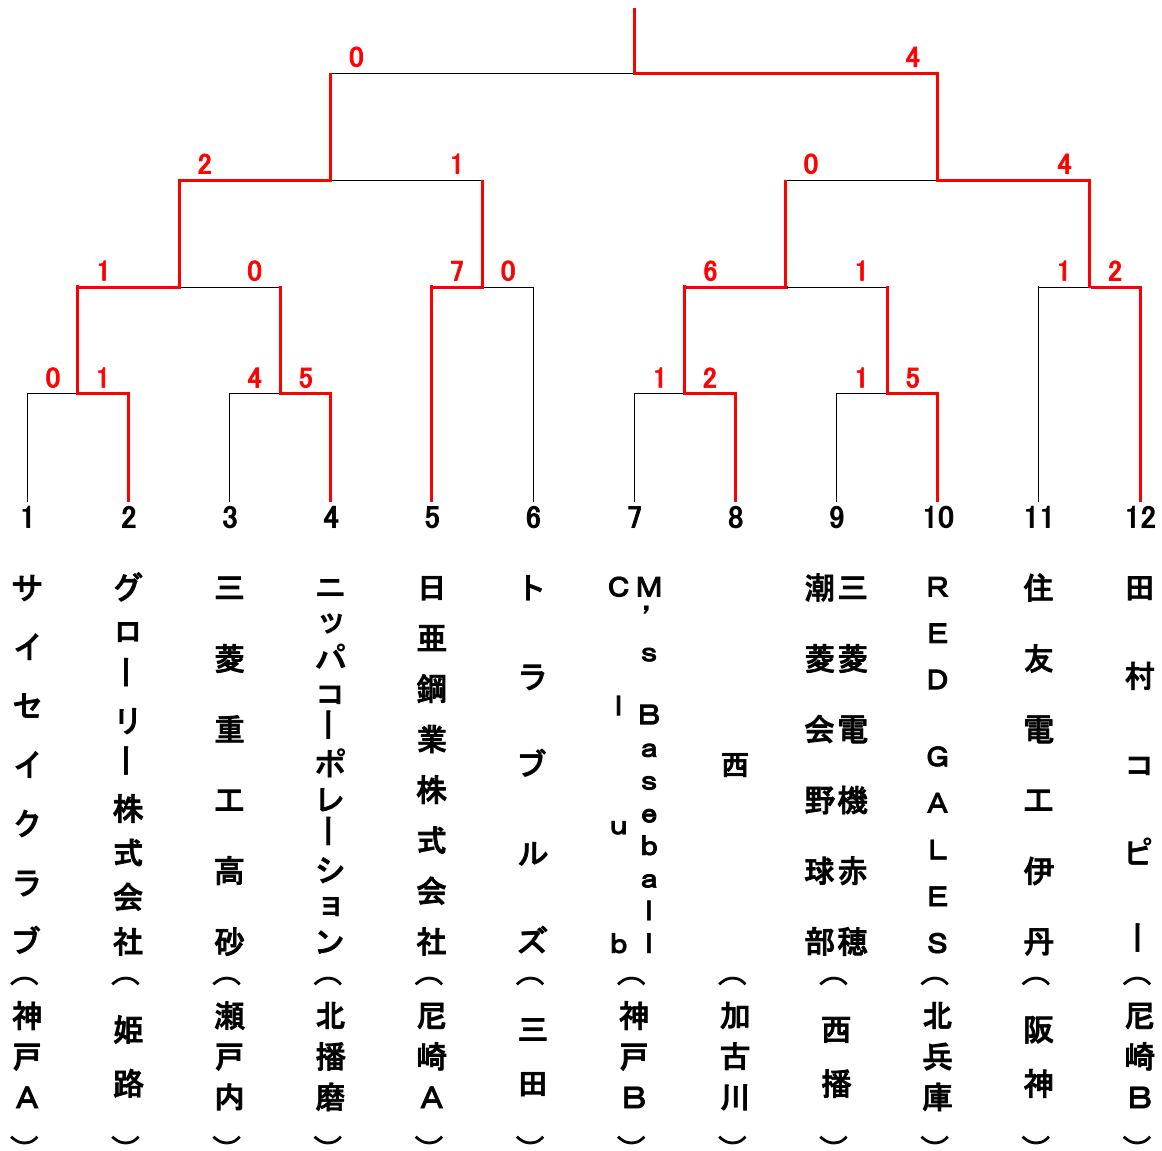 0 4
2 1 0 4
1 0 7 0 6 1 1 2
0 1 4 5 1 2 1 5
1 2 3 4 5 6 7 8 9 10 11 12
サイセイクラブ(神戸A)
グローリー株式会社(姫路)
三菱重工高砂(瀬戸内)
ニッパコーポレーション(北播磨)
日亜鋼業株式会社(尼崎A)
トラブルズ(三田)
M’s Baseball
Club(神戸B)
西(加古川)
三菱電機赤穂
潮菱会野球部(西播)
RED GALES(北兵庫)
住友電工伊丹(阪神)
田村コピー(尼崎B)